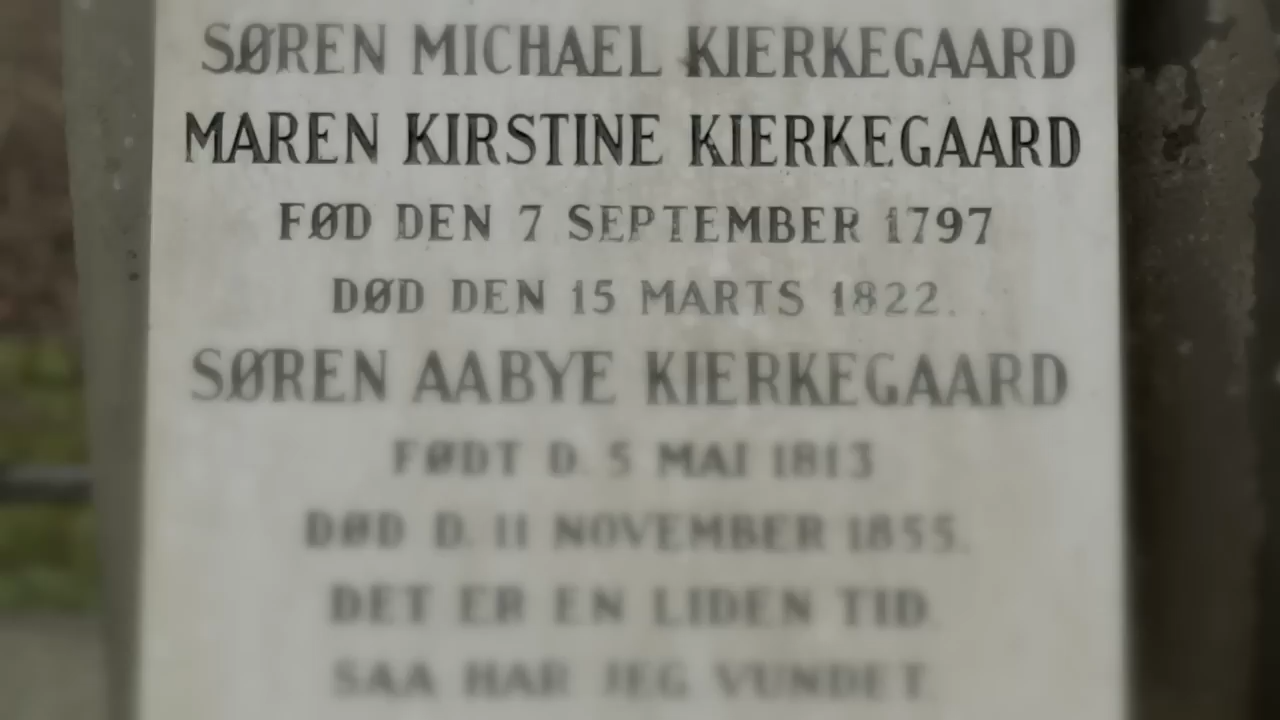 SØREN MICHAEL KIERKEGAARD
MAREN KIRSTINE KIERKEGAARD
FØD DEN 7 SEPTEMBER 1797
DØD DEN 15 MARTS 1822.
SØREN AABYE KIERKEGAARD
FØDT D. 5 MAI 1813
DØD D. 11 NOVEMBER 1855.
DET ER EN LIDEN TID.
SAA HAR JEG VUNDET.